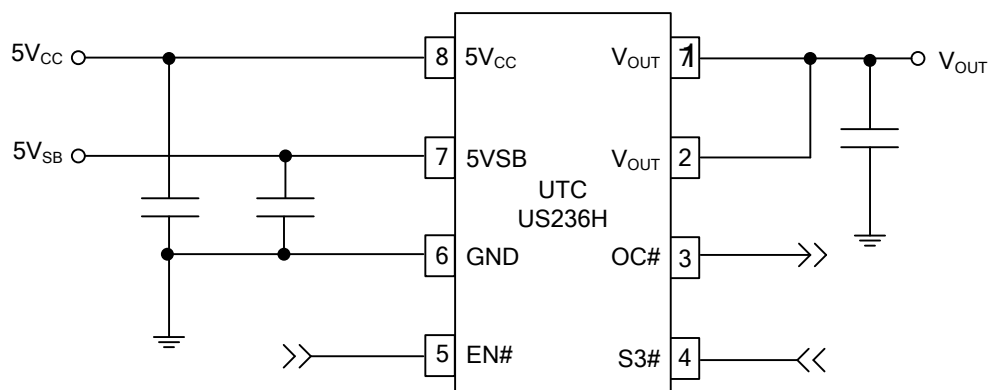 5VCC
8
5VCC
VOUT
1
VOUT
5VSB
7
5VSB
VOUT
2
UTC
US236H
6
GND
OC#
3
5
EN#
S3#
4